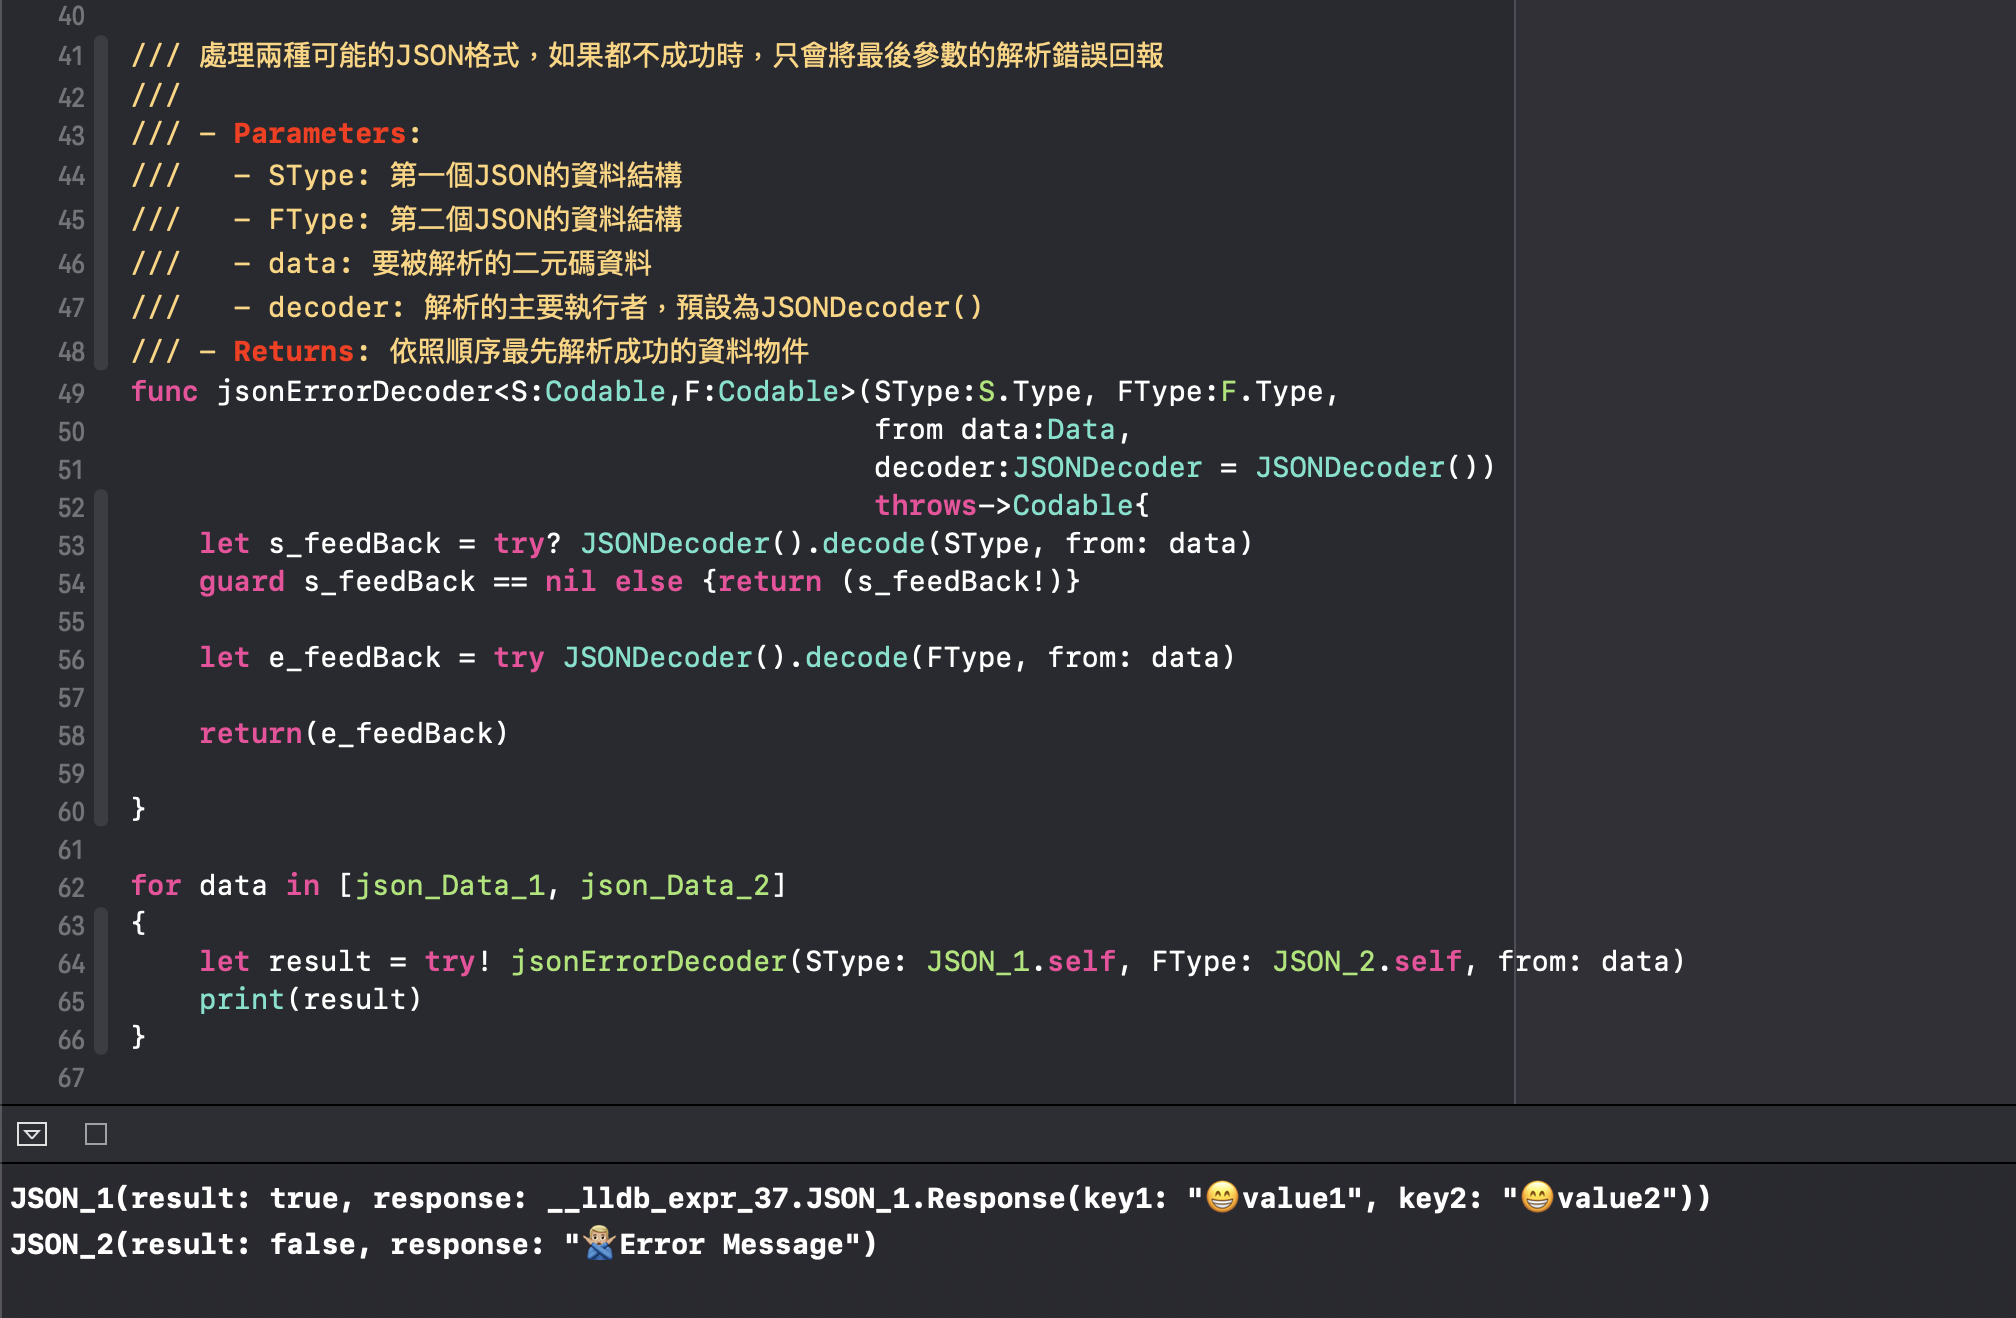 40
41 /// 處理兩種可能的JSON格式，如果都不成功時，只會將最後參數的解析錯誤回報
42 ///
43 /// - Parameters:
44 ///   - SType: 第一個JSON的資料結構
45 ///   - FType: 第二個JSON的資料結構
46 ///   - data: 要被解析的二元碼資料
47 ///   - decoder: 解析的主要執行者，預設為JSONDecoder()
48 /// - Returns: 依照順序最先解析成功的資料物件
49 func jsonErrorDecoder<S:Codable,F:Codable>(SType:S.Type, FType:F.Type,
50                                            from data:Data,
51                                            decoder:JSONDecoder = JSONDecoder())
52                                            throws->Codable{
53     let s_feedBack = try? JSONDecoder().decode(SType, from: data)
54     guard s_feedBack == nil else {return (s_feedBack!)}
55
56     let e_feedBack = try JSONDecoder().decode(FType, from: data)
57
58     return(e_feedBack)
59
60 }
61
62 for data in [json_Data_1, json_Data_2]
63 {
64     let result = try! jsonErrorDecoder(SType: JSON_1.self, FType: JSON_2.self, from: data)
65     print(result)
66 }
67
JSON_1(result: true, response: __lldb_expr_37.JSON_1.Response(key1: "😁value1", key2: "😁value2"))
JSON_2(result: false, response: "🙅🏼‍♂️Error Message")